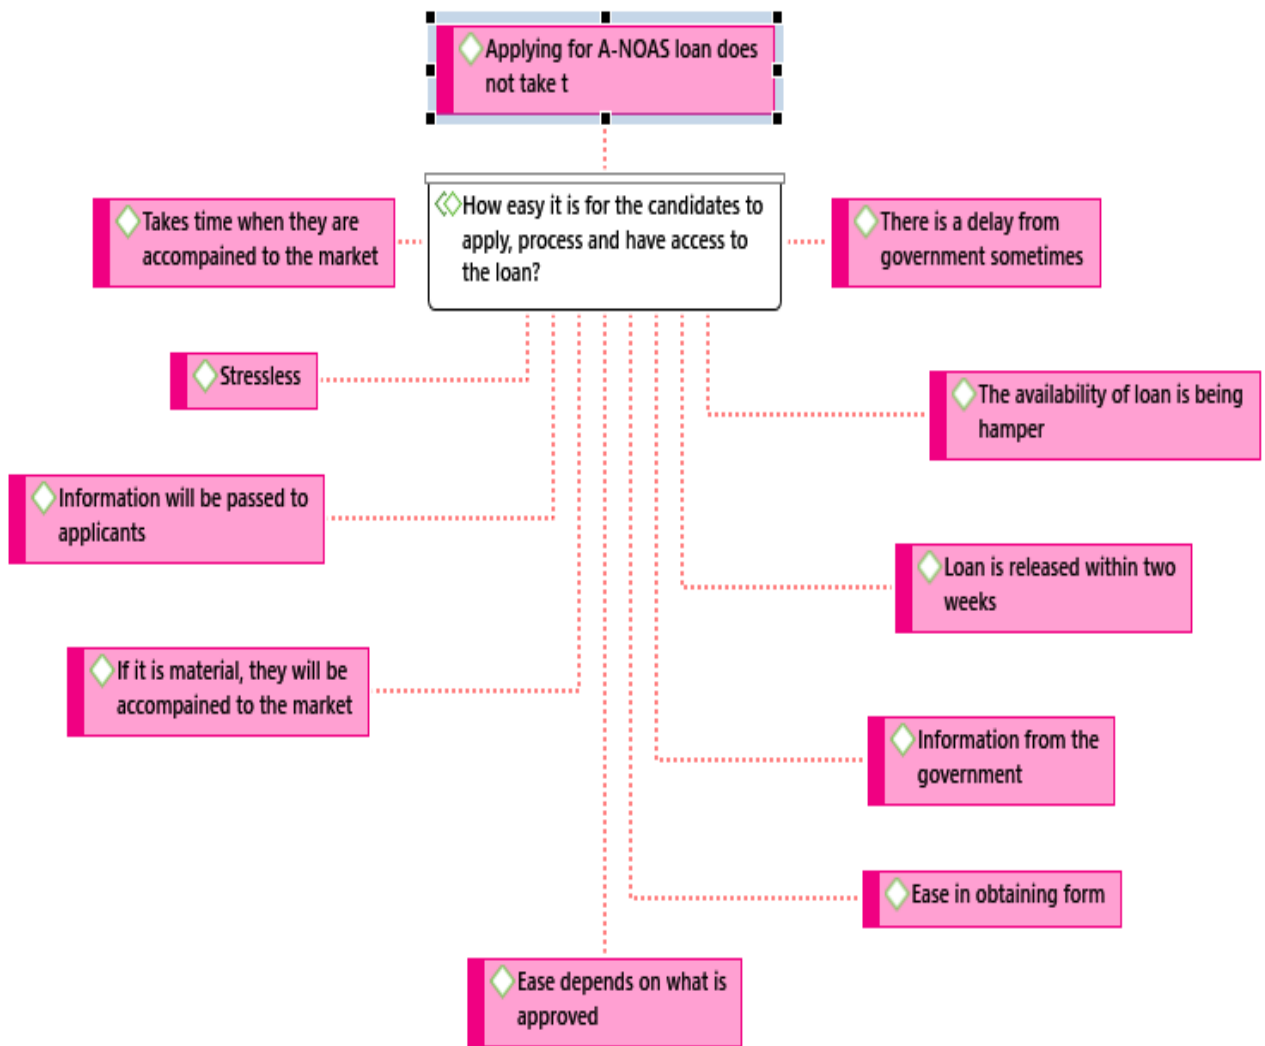 Applying for A-NOAS loan does
not take t
How easy it is for the candidates to
apply, process and have access to
the loan?
Takes time when they are
accompained to the market
There is a delay from
government sometimes
Stressless
The availability of loan is being
hamper
Information will be passed to
applicants
Loan is released within two
weeks
If it is material, they will be
accompained to the market
Information from the
government
Ease in obtaining form
Ease depends on what is
approved